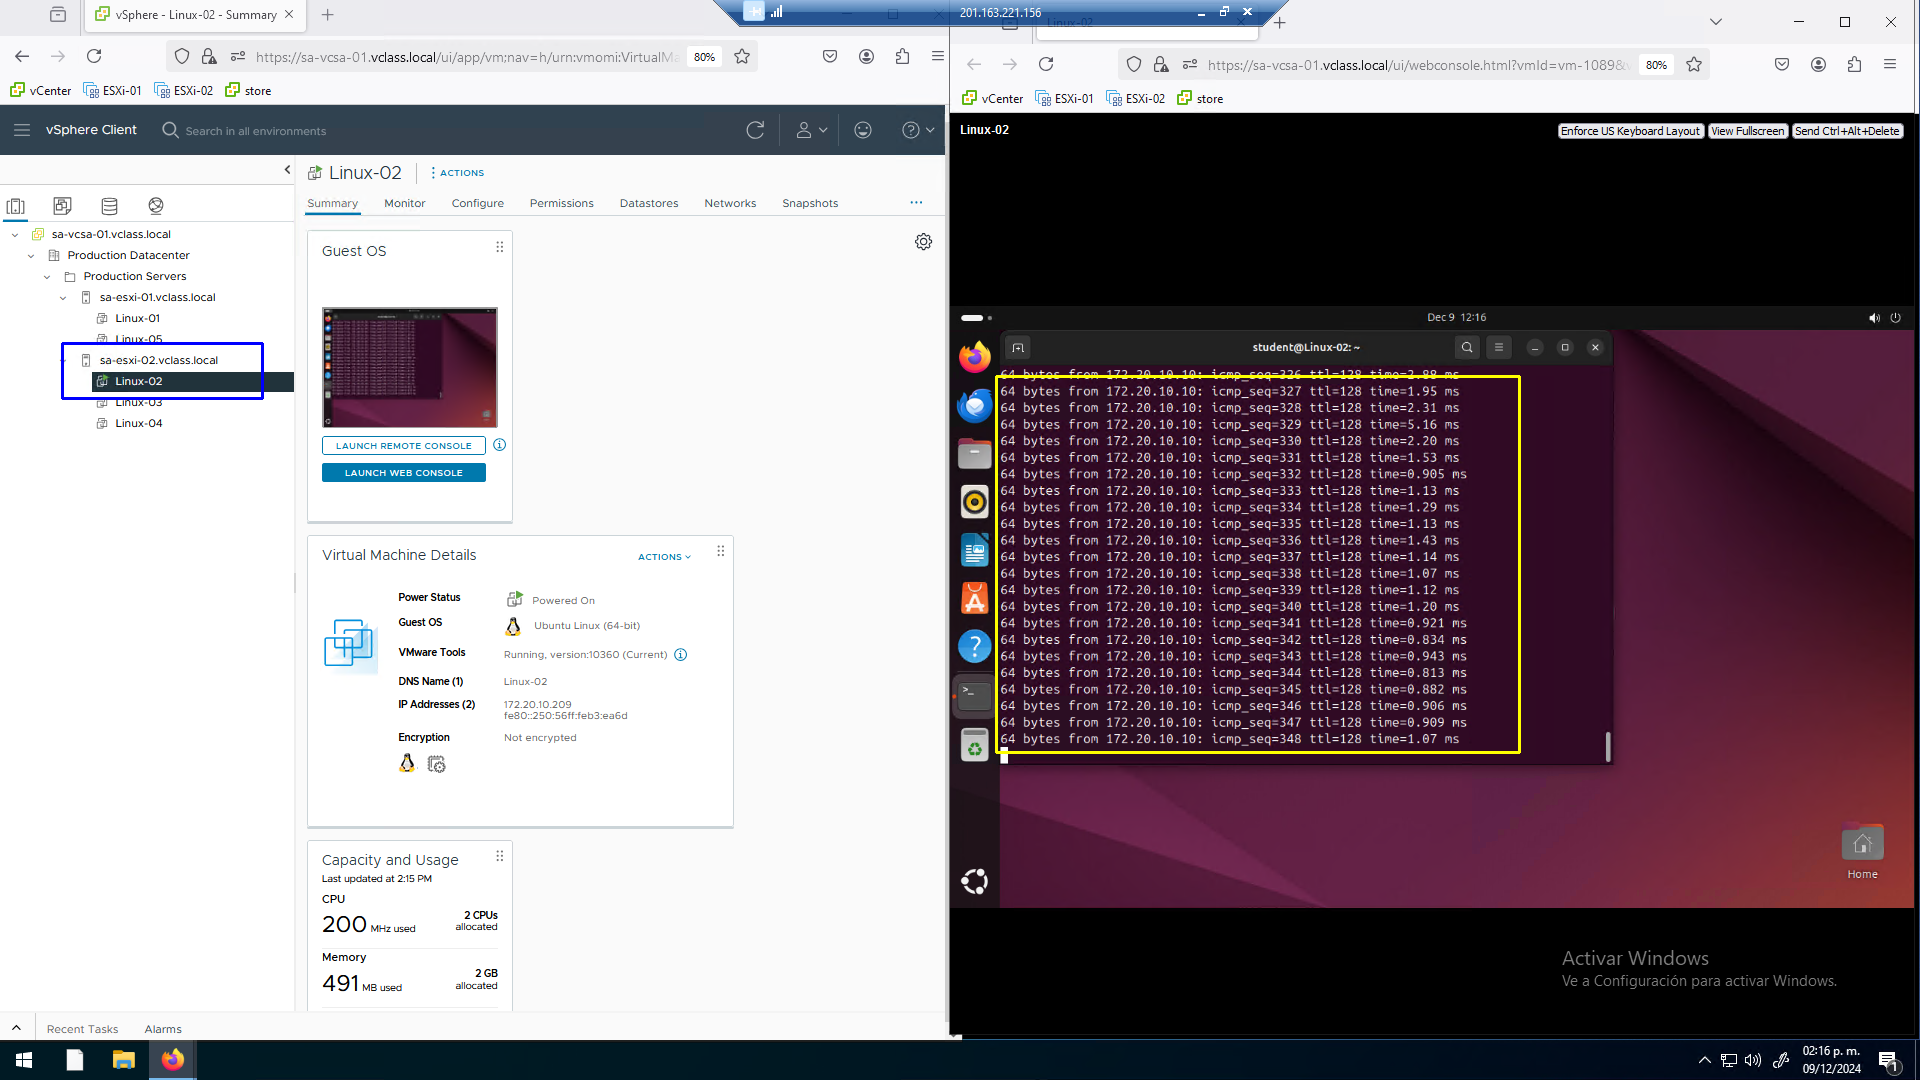 201.163.221.156
vSphere - Linux-02 - Summary
https://sa-vcsa-01.vclass.local/ui/app/vm;nav=h/urn:vmomi:VirtualMa
80%
vCenter
ESXi-01
ESXi-02
store
vSphere Client
Search in all environments
sa-vcsa-01.vclass.local
Production Datacenter
Production Servers
sa-esxi-01.vclass.local
Linux-01
Linux-05
sa-esxi-02.vclass.local
Linux-02
Linux-03
Linux-04
Linux-02
ACTIONS
Summary
Monitor
Configure
Permissions
Datastores
Networks
Snapshots
Guest OS
LAUNCH REMOTE CONSOLE
LAUNCH WEB CONSOLE
Virtual Machine Details
ACTIONS
Power Status
Powered On
Guest OS
Ubuntu Linux (64-bit)
VMware Tools
Running, version:10360 (Current)
DNS Name (1)
Linux-02
IP Addresses (2)
172.20.10.209
fe80::250:56ff:feb3:ea6d
Encryption
Not encrypted
Capacity and Usage
Last updated at 2:15 PM
CPU
200 MHz used
2 CPUs
allocated
Memory
491 MB used
2 GB
allocated
Recent Tasks
Alarms
Linux-02
https://sa-vcsa-01.vclass.local/ui/webconsole.html?vmId=vm-1089&
80%
vCenter
ESXi-01
ESXi-02
store
Linux-02
Enforce US Keyboard Layout
View Fullscreen
Send Ctrl+Alt+Delete
Dec 9 12:16
student@Linux-02: ~
64 bytes from 172.20.10.10: icmp_seq=326 ttl=128 time=2.88 ms
64 bytes from 172.20.10.10: icmp_seq=327 ttl=128 time=1.95 ms
64 bytes from 172.20.10.10: icmp_seq=328 ttl=128 time=2.31 ms
64 bytes from 172.20.10.10: icmp_seq=329 ttl=128 time=5.16 ms
64 bytes from 172.20.10.10: icmp_seq=330 ttl=128 time=2.20 ms
64 bytes from 172.20.10.10: icmp_seq=331 ttl=128 time=1.53 ms
64 bytes from 172.20.10.10: icmp_seq=332 ttl=128 time=0.905 ms
64 bytes from 172.20.10.10: icmp_seq=333 ttl=128 time=1.13 ms
64 bytes from 172.20.10.10: icmp_seq=334 ttl=128 time=1.29 ms
64 bytes from 172.20.10.10: icmp_seq=335 ttl=128 time=1.13 ms
64 bytes from 172.20.10.10: icmp_seq=336 ttl=128 time=1.43 ms
64 bytes from 172.20.10.10: icmp_seq=337 ttl=128 time=1.14 ms
64 bytes from 172.20.10.10: icmp_seq=338 ttl=128 time=1.07 ms
64 bytes from 172.20.10.10: icmp_seq=339 ttl=128 time=1.12 ms
64 bytes from 172.20.10.10: icmp_seq=340 ttl=128 time=1.20 ms
64 bytes from 172.20.10.10: icmp_seq=341 ttl=128 time=0.921 ms
64 bytes from 172.20.10.10: icmp_seq=342 ttl=128 time=0.834 ms
64 bytes from 172.20.10.10: icmp_seq=343 ttl=128 time=0.943 ms
64 bytes from 172.20.10.10: icmp_seq=344 ttl=128 time=0.813 ms
64 bytes from 172.20.10.10: icmp_seq=345 ttl=128 time=0.882 ms
64 bytes from 172.20.10.10: icmp_seq=346 ttl=128 time=0.906 ms
64 bytes from 172.20.10.10: icmp_seq=347 ttl=128 time=0.909 ms
64 bytes from 172.20.10.10: icmp_seq=348 ttl=128 time=1.07 ms
Home
Activar Windows
Ve a Configuración para activar Windows.
02:16 p. m.
09/12/2024
1